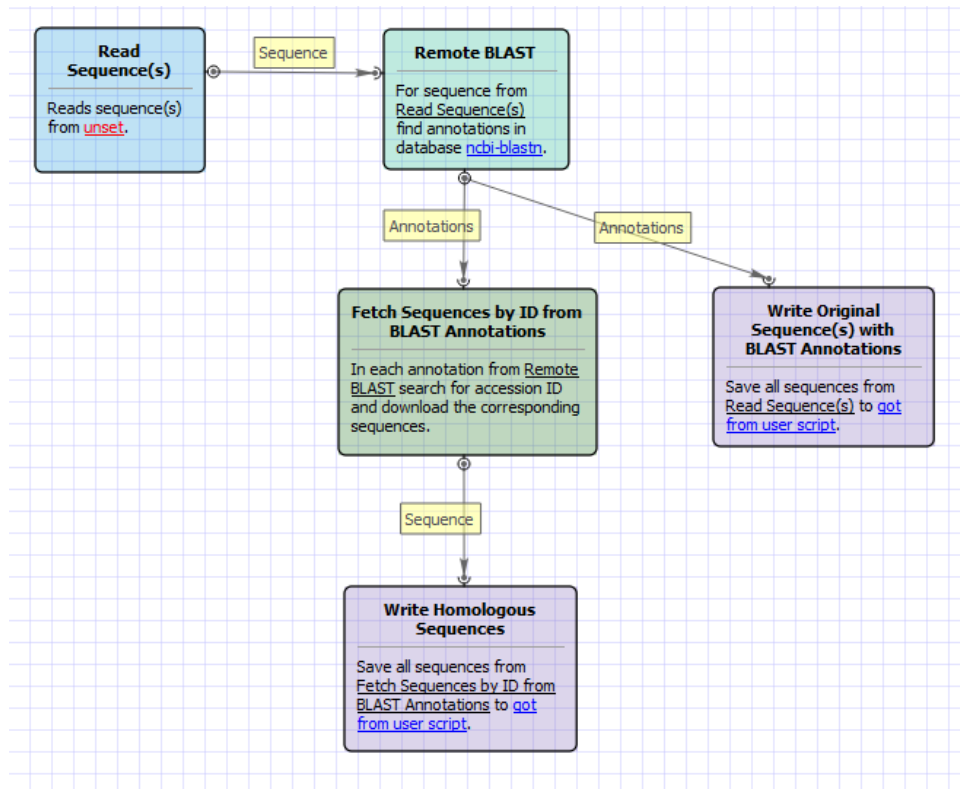 Read
Sequence(s)
Reads sequence(s)
from unset.
Sequence
Remote BLAST
For sequence from
Read Sequence(s)
find annotations in
database ncbi-blastn.
Annotations
Annotations
Fetch Sequences by ID from
BLAST Annotations
In each annotation from Remote
BLAST search for accession ID
and download the corresponding
sequences.
Write Original
Sequence(s) with
BLAST Annotations
Save all sequences from
Read Sequence(s) to got
from user script.
Sequence
Write Homologous
Sequences
Save all sequences from
Fetch Sequences by ID from
BLAST Annotations to got
from user script.